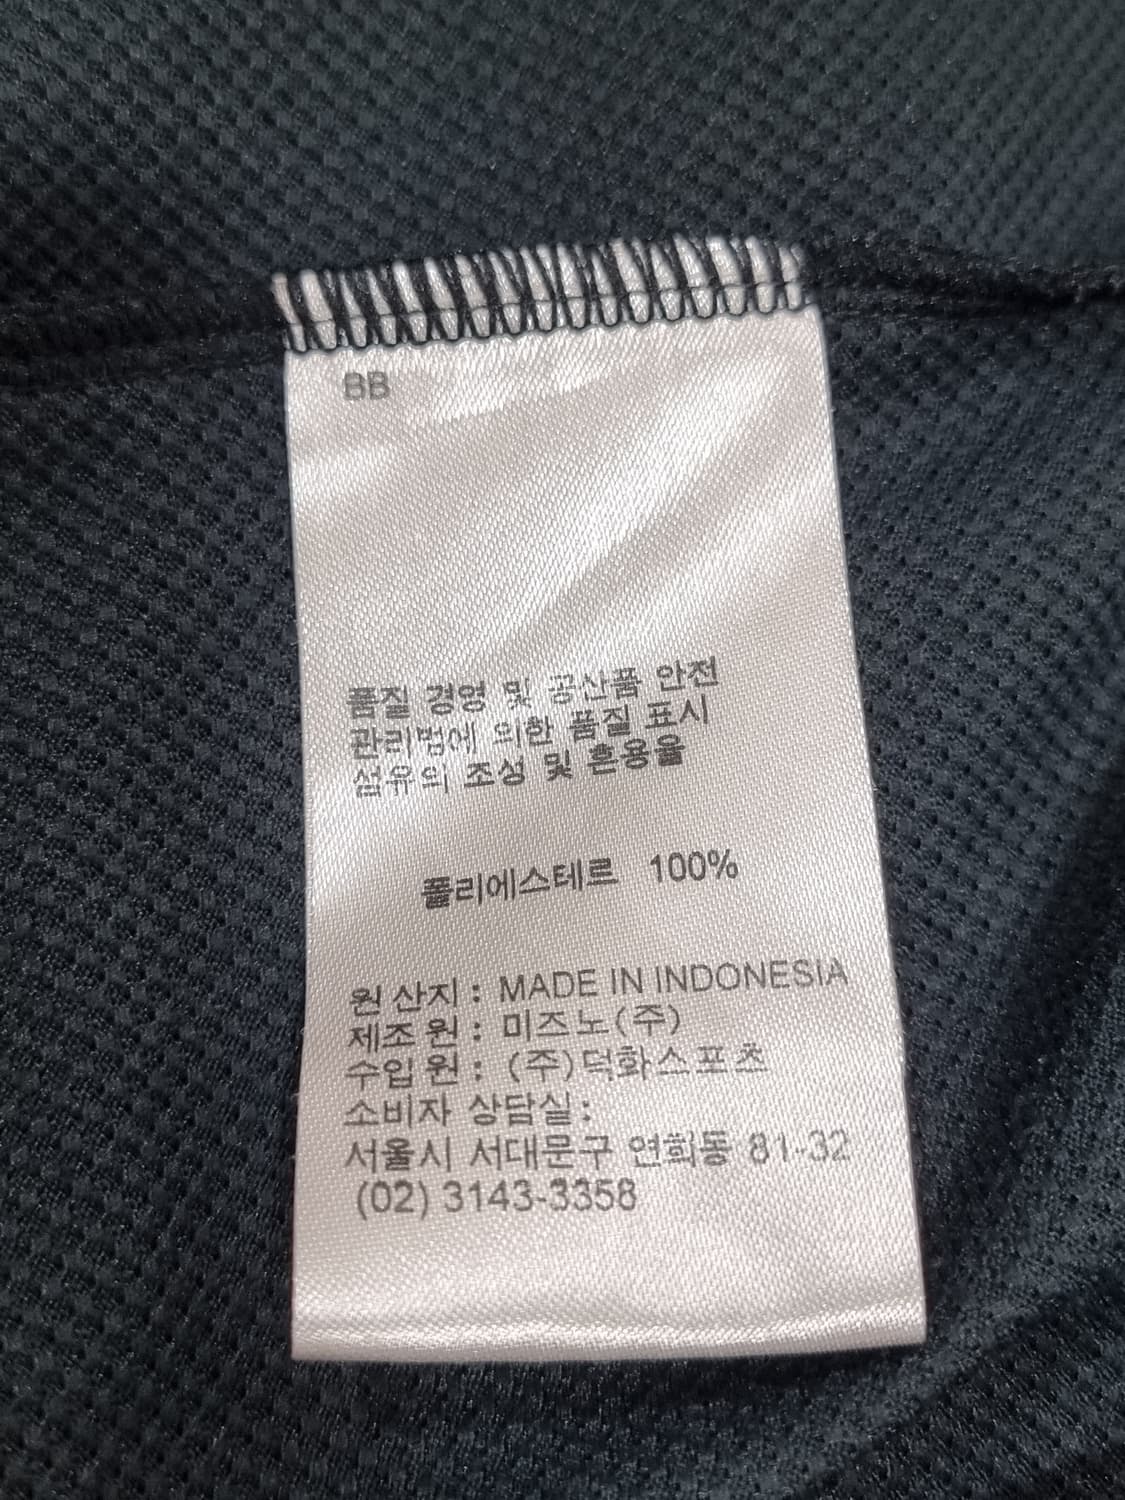 BB
품질 경영 및 공산품 안전
관리법에 의한 품질 표시
섬유의 조성 및 혼용율
폴리에스테르 100%
원산지 : MADE IN INDONESIA
제조원 : 미즈노(주)
수입원 : (주)덕화스포츠
소비자 상담실:
서울시 서대문구 연희동 81-32
(02) 3143-3358